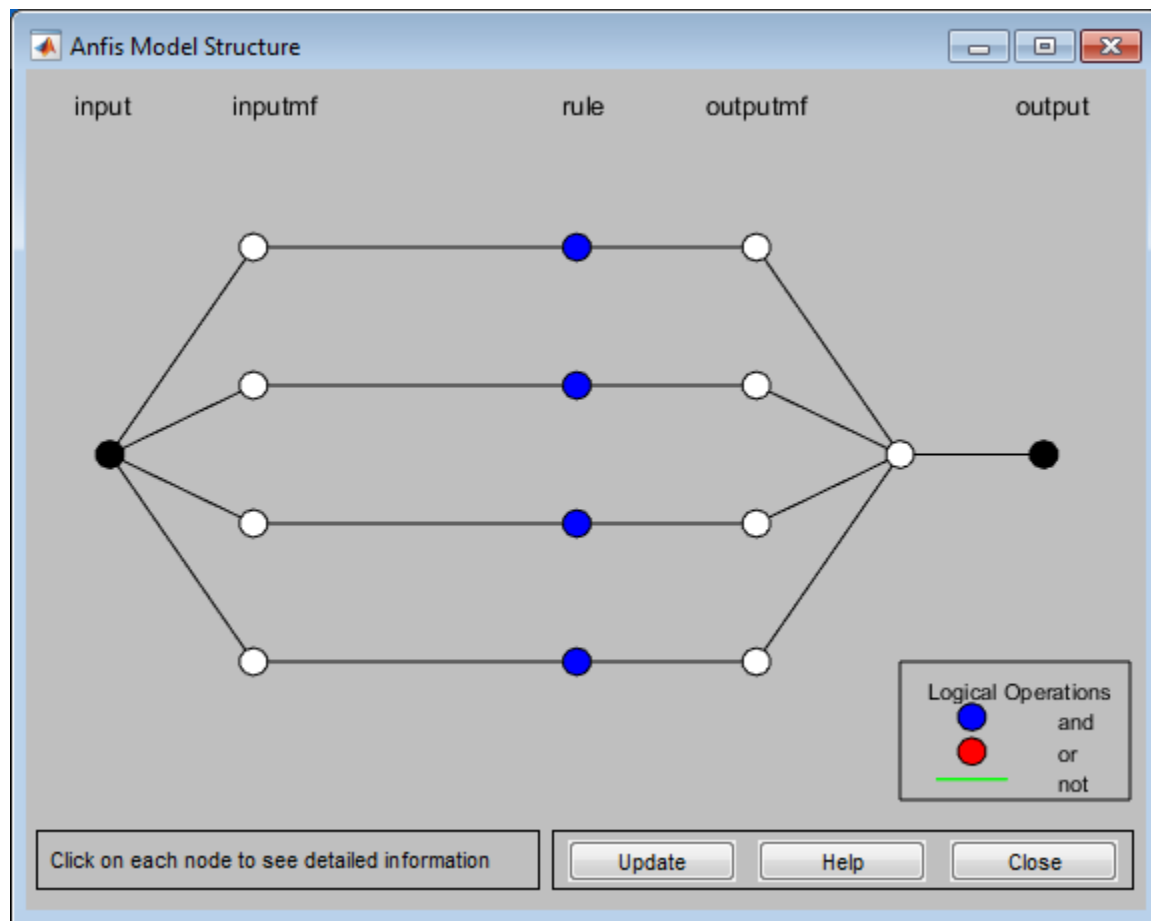 Anfis Model Structure
input inputmf rule outputmf output
Logical Operations
and
or
not
Click on each node to see detailed information
Update Help Close